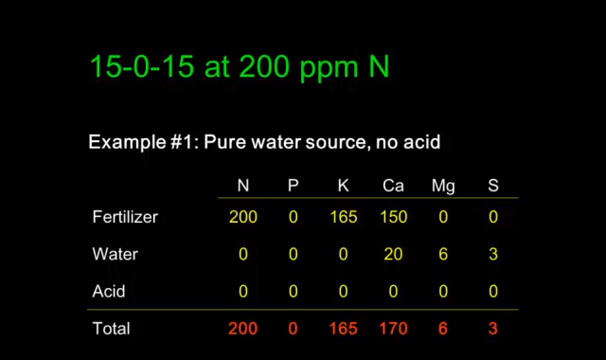 15-0-15 at 200 ppm N
Example #1: Pure water source, no acid
N P K Ca Mg S
Fertilizer 200 0 165 150 0 0
Water 0 0 0 20 6 3
Acid 0 0 0 0 0 0
Total 200 0 165 170 6 3